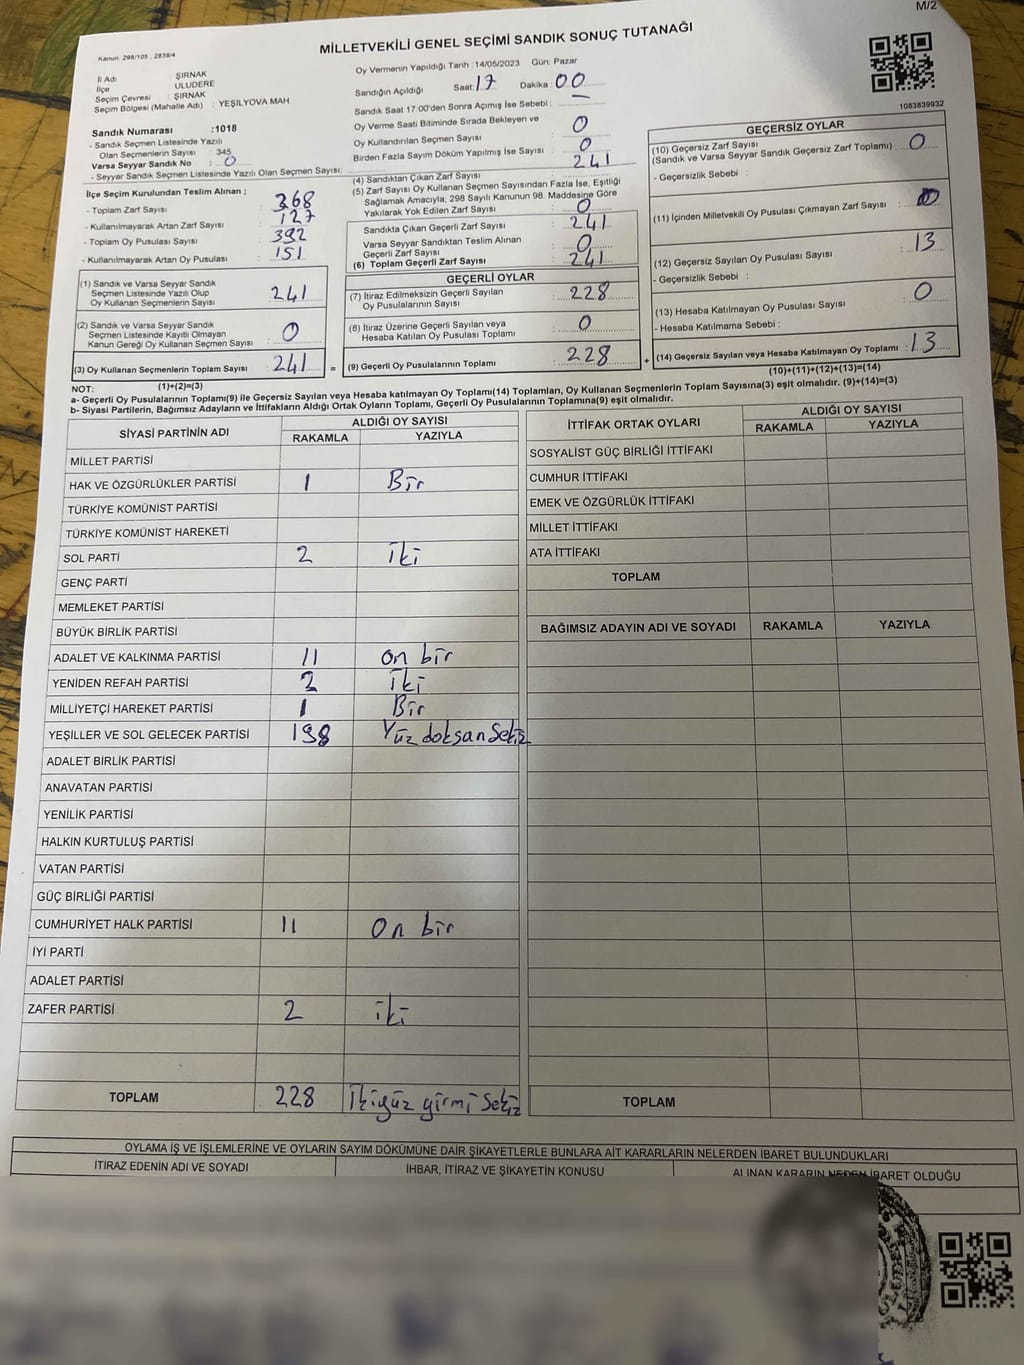 M/2
Kanun: 298/105 , 2839/4
MİLLETVEKİLİ GENEL SEÇİMİ SANDIK SONUÇ TUTANAĞI
İl Adı : ŞIRNAK
İlçe : ULUDERE
Seçim Çevresi : ŞIRNAK
Seçim Bölgesi (Mahalle Adı) : YEŞİLYOVA MAH.
Sandık Numarası :1018
- Sandık Seçmen Listesinde Yazılı
Olan Seçmenlerin Sayısı : 345
Varsa Seyyar Sandık No : 0
- Seyyar Sandık Seçmen Listesinde Yazılı Olan Seçmen Sayısı:
Oy Vermenin Yapıldığı Tarih :14/05/2023 Gün: Pazar
Sandığın Açıldığı Saat 17 Dakika : 00
Sandık Saat 17:00'den Sonra Açımış İse Sebebi :
Oy Verme Saati Bitiminde Sırada Bekleyen ve
Oy Kullandırılan Seçmen Sayısı : 0
Birden Fazla Sayım Döküm Yapılmış İse Sayısı : 0
(4) Sandıktan Çıkan Zarf Sayısı : 241
(5) Zarf Sayısı Oy Kullanan Seçmen Sayısından Fazla İse, Eşitliği
Sağlamak Amacıyla, 298 Sayılı Kanunun 98. Maddesine Göre
Yakılarak Yok Edilen Zarf Sayısı : 0
Sandıkta Çıkan Geçerli Zarf Sayısı : 241
Varsa Seyyar Sandıktan Teslim Alınan
Geçerli Zarf Sayısı : 0
(6) Toplam Geçerli Zarf Sayısı : 241
1083839932
İlçe Seçim Kurulundan Teslim Alınan ;
- Toplam Zarf Sayısı : 368
- Kullanılmayarak Artan Zarf Sayısı : 127
- Toplam Oy Pusulası Sayısı : 392
- Kullanılmayarak Artan Oy Pusulası : 151
(1) Sandık ve Varsa Seyyar Sandık
Seçmen Listesinde Yazılı Olup
Oy Kullanan Seçmenlerin Sayısı : 241
(2) Sandık ve Varsa Seyyar Sandık
Seçmen Listesinde Kayıtlı Olmayan
Kanun Gereği Oy Kullanan Seçmen Sayısı : 0
(3) Oy Kullanan Seçmenlerin Toplam Sayısı : 241
=
GEÇERLİ OYLAR
(7) İtiraz Edilmeksizin Geçerli Sayılan
Oy Pusulalarının Sayısı : 228
(8) İtiraz Üzerine Geçerli Sayılan veya
Hesaba Katılan Oy Pusulası Toplamı : 0
(9) Geçerli Oy Pusulalarının Toplamı : 228
+
GEÇERSİZ OYLAR
(10) Geçersiz Zarf Sayısı : 0
(Sandık ve Varsa Seyyar Sandık Geçersiz Zarf Toplamı)
- Geçersizlik Sebebi :
(11) İçinden Milletvekili Oy Pusulası Çıkmayan Zarf Sayısı : 0
(12) Geçersiz Sayılan Oy Pusulası Sayısı : 13
- Geçersizlik Sebebi :
(13) Hesaba Katılmayan Oy Pusulası Sayısı : 0
- Hesaba Katılmama Sebebi :
(14) Geçersiz Sayılan veya Hesaba Katılmayan Oy Toplamı : 13
NOT: (1)+(2)=(3)
(10)+(11)+(12)+(13)=(14)
a- Geçerli Oy Pusulalarının Toplamı(9) ile Geçersiz Sayılan veya Hesaba katılmayan Oy Toplamı(14) Toplamları, Oy Kullanan Seçmenlerin Toplam Sayısına(3) eşit olmalıdır. (9)+(14)=(3)
b- Siyasi Partilerin, Bağımsız Adayların ve İttifakların Aldığı Ortak Oyların Toplamı, Geçerli Oy Pusulalarının Toplamına(9) eşit olmalıdır.
SİYASİ PARTİNİN ADI ALDIĞI OY SAYISI
RAKAMLA YAZIYLA
MİLLET PARTİSİ
HAK VE ÖZGÜRLÜKLER PARTİSİ 1 Bir
TÜRKİYE KOMÜNİST PARTİSİ
TÜRKİYE KOMÜNİST HAREKETİ
SOL PARTİ 2 iki
GENÇ PARTİ
MEMLEKET PARTİSİ
BÜYÜK BİRLİK PARTİSİ
ADALET VE KALKINMA PARTİSİ 11 on bir
YENİDEN REFAH PARTİSİ 2 iki
MİLLİYETÇİ HAREKET PARTİSİ 1 Bir
YEŞİLLER VE SOL GELECEK PARTİSİ 198 Yüz doksan sekiz
ADALET BİRLİK PARTİSİ
ANAVATAN PARTİSİ
YENİLİK PARTİSİ
HALKIN KURTULUŞ PARTİSİ
VATAN PARTİSİ
GÜÇ BİRLİĞİ PARTİSİ
CUMHURİYET HALK PARTİSİ 11 On bir
İYİ PARTİ
ADALET PARTİSİ
ZAFER PARTİSİ 2 iki
TOPLAM 228 İkiyüz yirmi sekiz
İTTİFAK ORTAK OYLARI ALDIĞI OY SAYISI
RAKAMLA YAZIYLA
SOSYALİST GÜÇ BİRLİĞİ İTTİFAKI
CUMHUR İTTİFAKI
EMEK VE ÖZGÜRLÜK İTTİFAKI
MİLLET İTTİFAKI
ATA İTTİFAKI
TOPLAM
BAĞIMSIZ ADAYIN ADI VE SOYADI RAKAMLA YAZIYLA
TOPLAM
OYLAMA İŞ VE İŞLEMLERİNE VE OYLARIN SAYIM DÖKÜMÜNE DAİR ŞİKAYETLERLE BUNLARA AİT KARARLARIN NELERDEN İBARET BULUNDUKLARI
İTİRAZ EDENİN ADI VE SOYADI İHBAR, İTİRAZ VE ŞİKAYETİN KONUSU ALINAN KARARIN NEDEN İBARET OLDUĞU